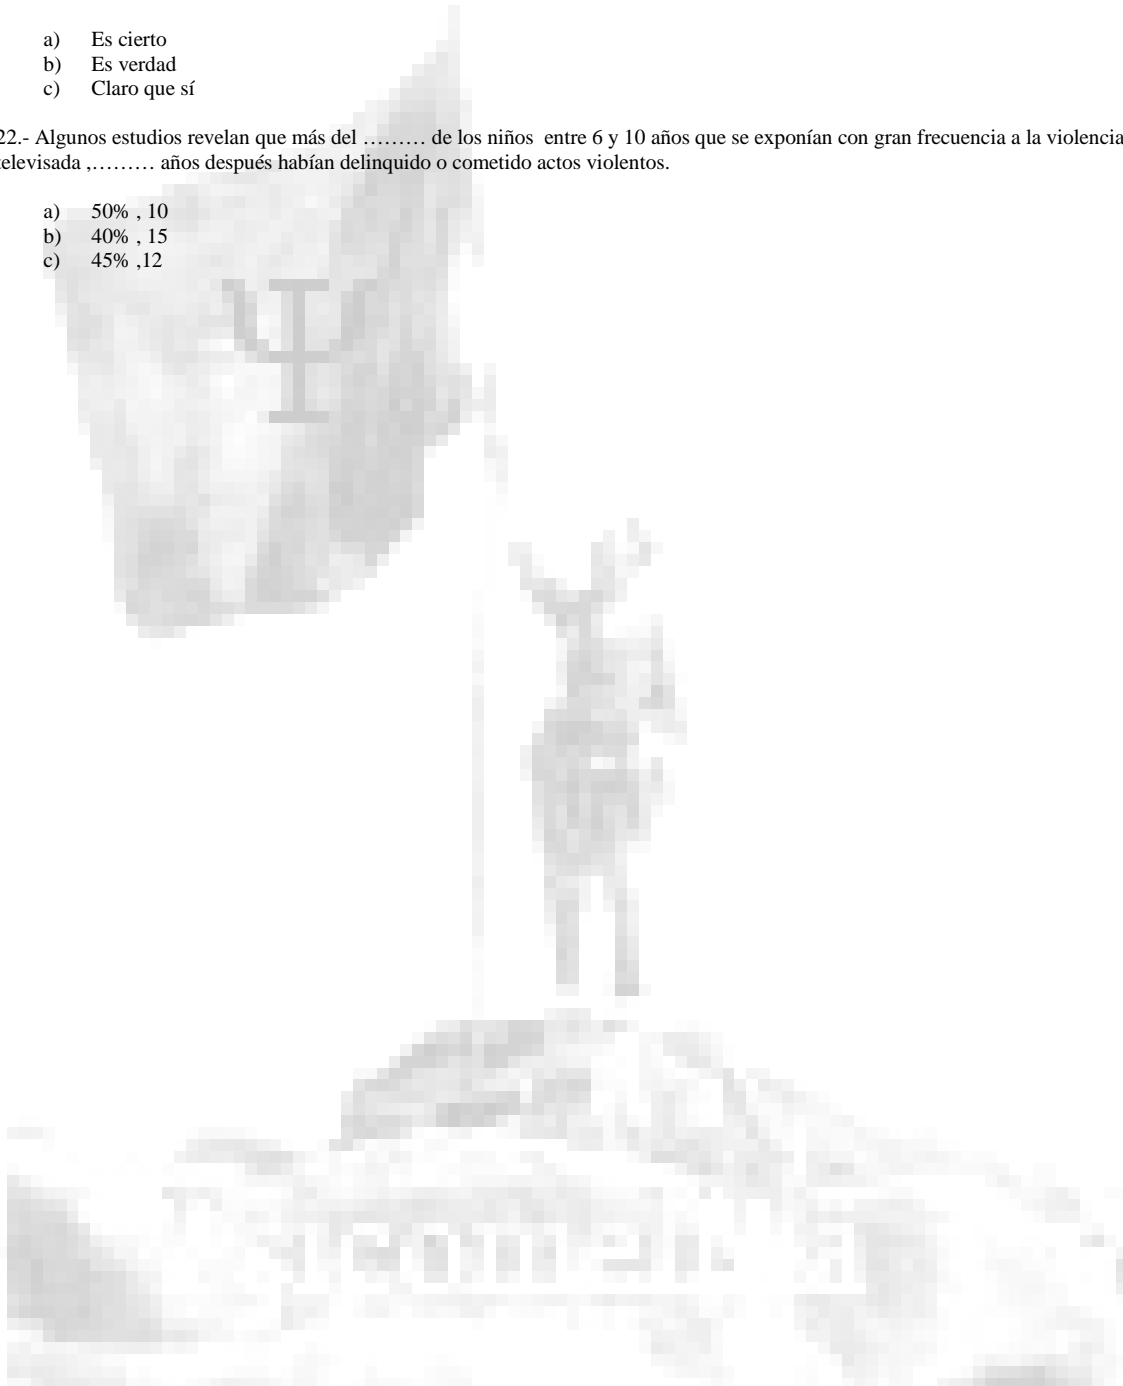 a) Es cierto
b) Es verdad
c) Claro que sí
22.- Algunos estudios revelan que más del ……… de los niños entre 6 y 10 años que se exponían con gran frecuencia a la violencia
televisada ,……… años después habían delinquido o cometido actos violentos.
a) 50% , 10
b) 40% , 15
c) 45% ,12
Ψ